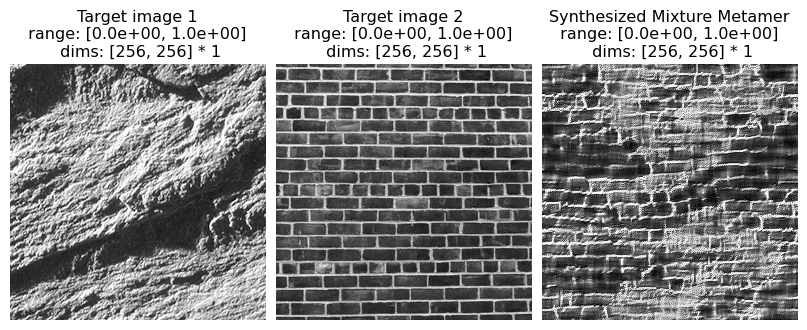 Target image 1
range: [0.0e+00, 1.0e+00]
dims: [256, 256] * 1
Target image 2
range: [0.0e+00, 1.0e+00]
dims: [256, 256] * 1
Synthesized Mixture Metamer
range: [0.0e+00, 1.0e+00]
dims: [256, 256] * 1